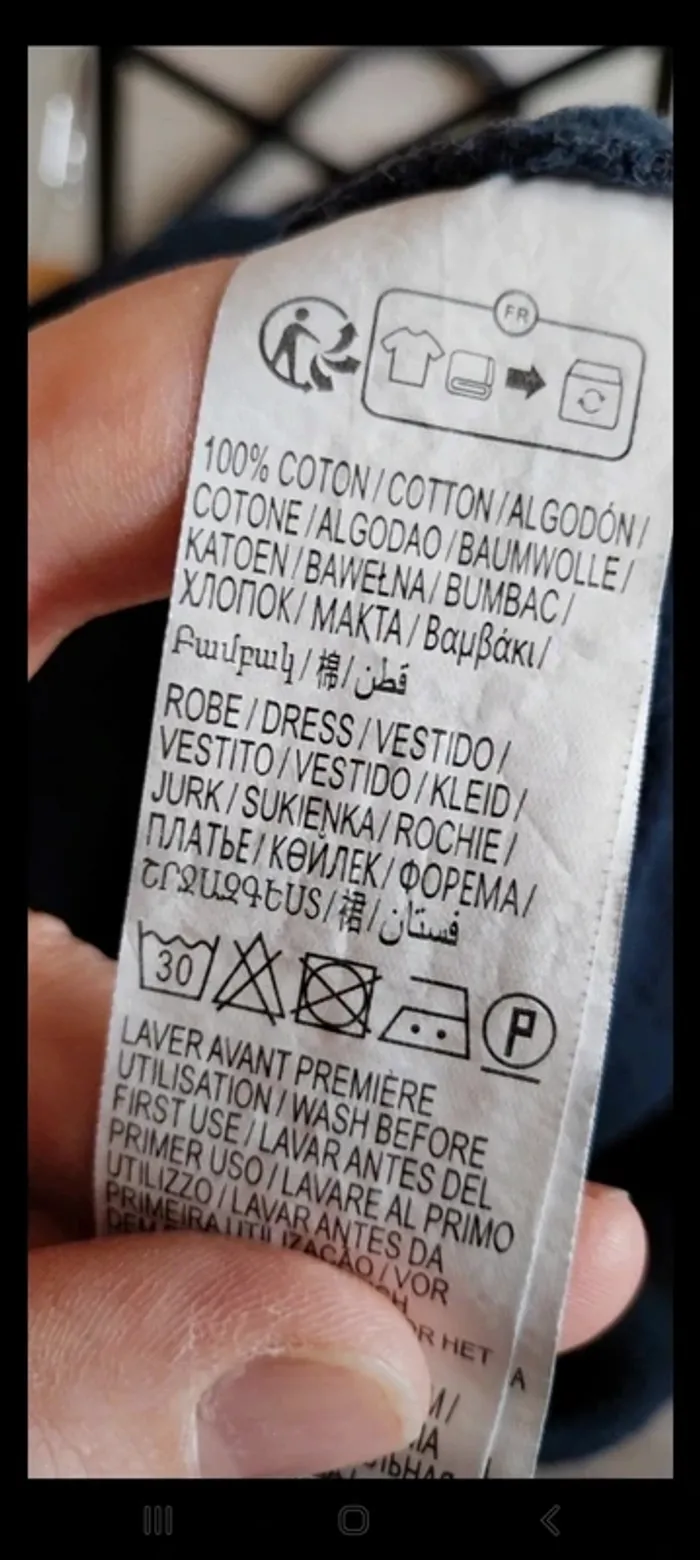 FR
100% COTON / COTTON / ALGODÓN /
COTONE / ALGODAO / BAUMWOLLE /
KATOEN / BAWEŁNA / BUMBAC /
ХЛОПОК / МАКТА / Βαμβάκι /
Բամբակ / 棉 / قطن
ROBE / DRESS / VESTIDO /
VESTITO / VESTIDO / KLEID /
JURK / SUKIENKA / ROCHIE /
ПЛАТЬЕ / КӨЙЛЕК / ΦΟΡΕΜΑ /
ՇՐՋԱԶԳԵՍՏ / 裙 / فستان
30
P
LAVER AVANT PREMIÈRE
UTILISATION / WASH BEFORE
FIRST USE / LAVAR ANTES DEL
PRIMER USO / LAVARE AL PRIMO
UTILIZZO / LAVAR ANTES DA
PRIMEIRA UTILIZAÇÃO / VOR
DEM
HET